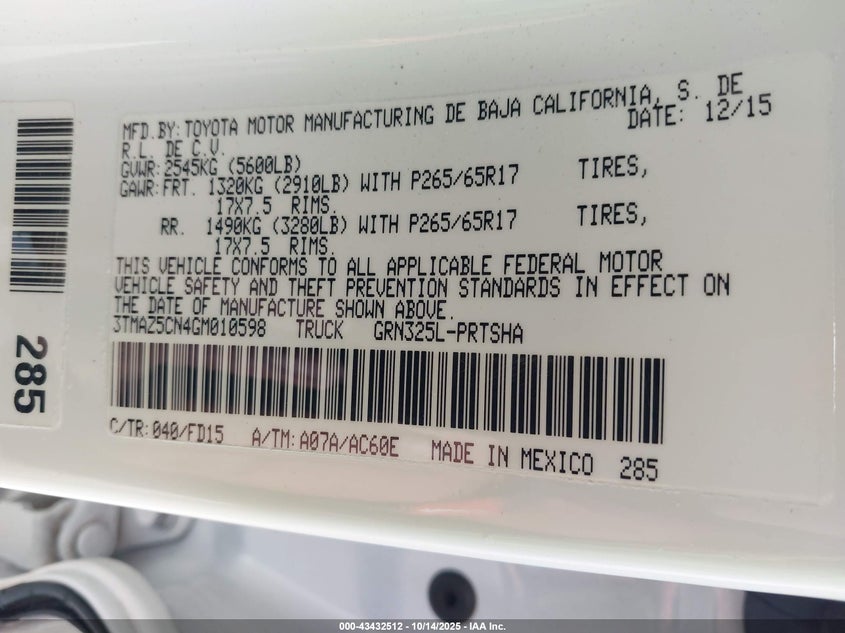 MFD.BY:TOYOTA MOTOR MANUFACTURING DE BAJA CALIFORNIA, S. DE
R.L. DE C.V. DATE: 12/15
GVWR:2545KG (5600LB)
GAWR:FRT. 1320KG (2910LB) WITH P265/65R17 TIRES,
17X7.5 RIMS.
RR. 1490KG (3280LB) WITH P265/65R17 TIRES,
17X7.5 RIMS.
THIS VEHICLE CONFORMS TO ALL APPLICABLE FEDERAL MOTOR
VEHICLE SAFETY AND THEFT PREVENTION STANDARDS IN EFFECT ON
THE DATE OF MANUFACTURE SHOWN ABOVE.
3TMAZ5CN4GM010598 TRUCK GRN325L-PRTSHA
C/TR:040/FD15 A/TM:A07A/AC60E MADE IN MEXICO 285
285
000-43432512 - 10/14/2025 - IAA Inc.